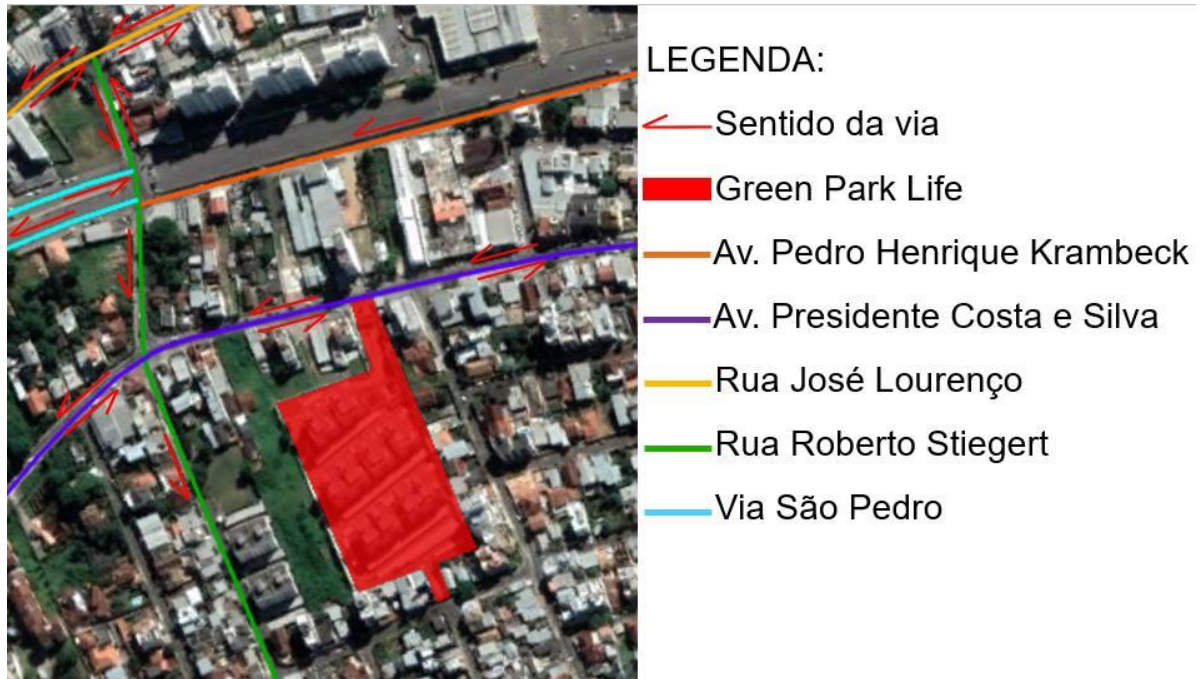 LEGENDA:
Sentido da via
Green Park Life
Av. Pedro Henrique Krambeck
Av. Presidente Costa e Silva
Rua José Lourenço
Rua Roberto Stiegert
Via São Pedro